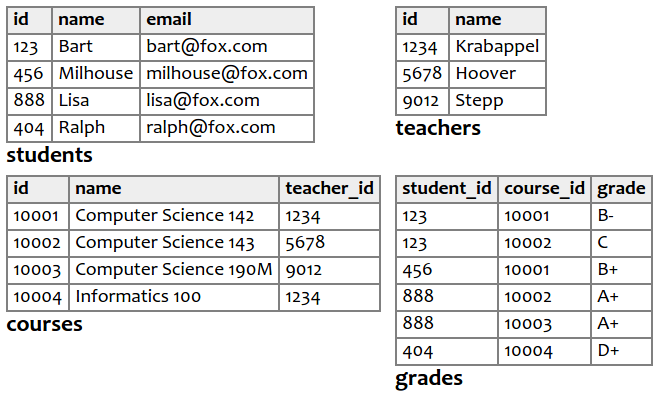 id name email
123 Bart bart@fox.com
456 Milhouse milhouse@fox.com
888 Lisa lisa@fox.com
404 Ralph ralph@fox.com
students
id name
1234 Krabappel
5678 Hoover
9012 Stepp
teachers
id name teacher_id
10001 Computer Science 142 1234
10002 Computer Science 143 5678
10003 Computer Science 190M 9012
10004 Informatics 100 1234
courses
student_id course_id grade
123 10001 B-
123 10002 C
456 10001 B+
888 10002 A+
888 10003 A+
404 10004 D+
grades